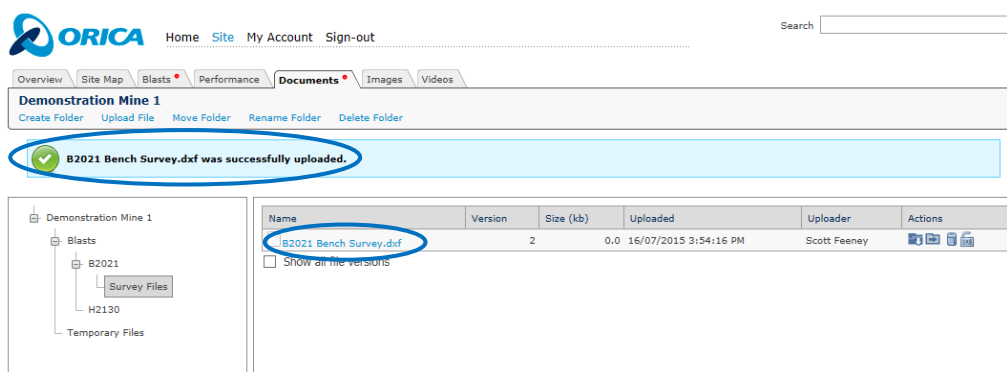 ORICA
Home Site My Account Sign-out
Search
Overview Site Map Blasts Performance Documents Images Videos
Demonstration Mine 1
Create Folder Upload File Move Folder Rename Folder Delete Folder
B2021 Bench Survey.dxf was successfully uploaded.
Demonstration Mine 1
Blasts
B2021
Survey Files
H2130
Temporary Files
Name Version Size (kb) Uploaded Uploader Actions
B2021 Bench Survey.dxf 2 0.0 16/07/2015 3:54:16 PM Scott Feeney
Show all file versions